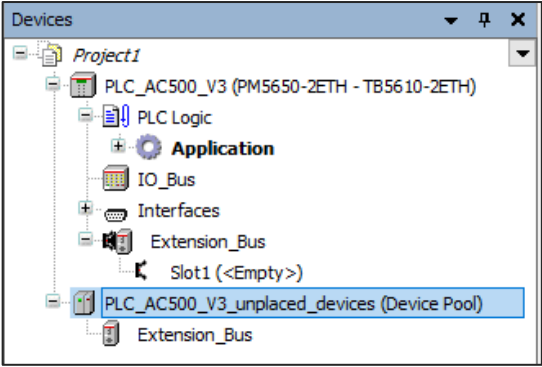 Devices
Project1
PLC_AC500_V3 (PM5650-2ETH - TB5610-2ETH)
PLC Logic
Application
IO_Bus
Interfaces
Extension_Bus
Slot1 (<Empty>)
PLC_AC500_V3_unplaced_devices (Device Pool)
Extension_Bus